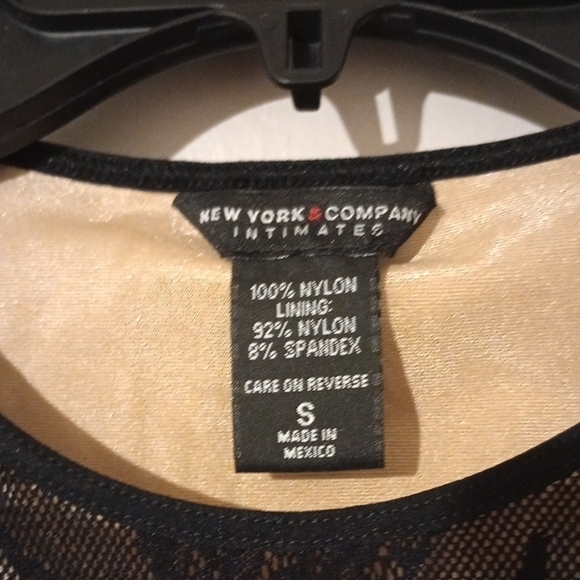 NEW YORK & COMPANY
INTIMATES
100% NYLON
LINING:
92% NYLON
8% SPANDEX
CARE ON REVERSE
S
MADE IN
MEXICO